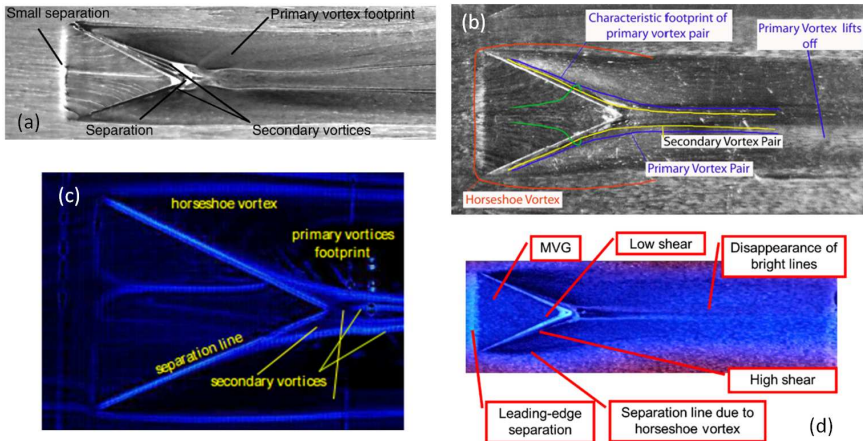 Small separation
Primary vortex footprint
(a)
Separation
Secondary vortices
(b)
Characteristic footprint of
primary vortex pair
Primary Vortex lifts
off
Secondary Vortex Pair
Primary Vortex Pair
Horseshoe Vortex
(c)
horseshoe vortex
primary vortices
footprint
separation line
secondary vortices
MVG
Low shear
Disappearance of
bright lines
High shear
Leading-edge
separation
Separation line due to
horseshoe vortex
(d)